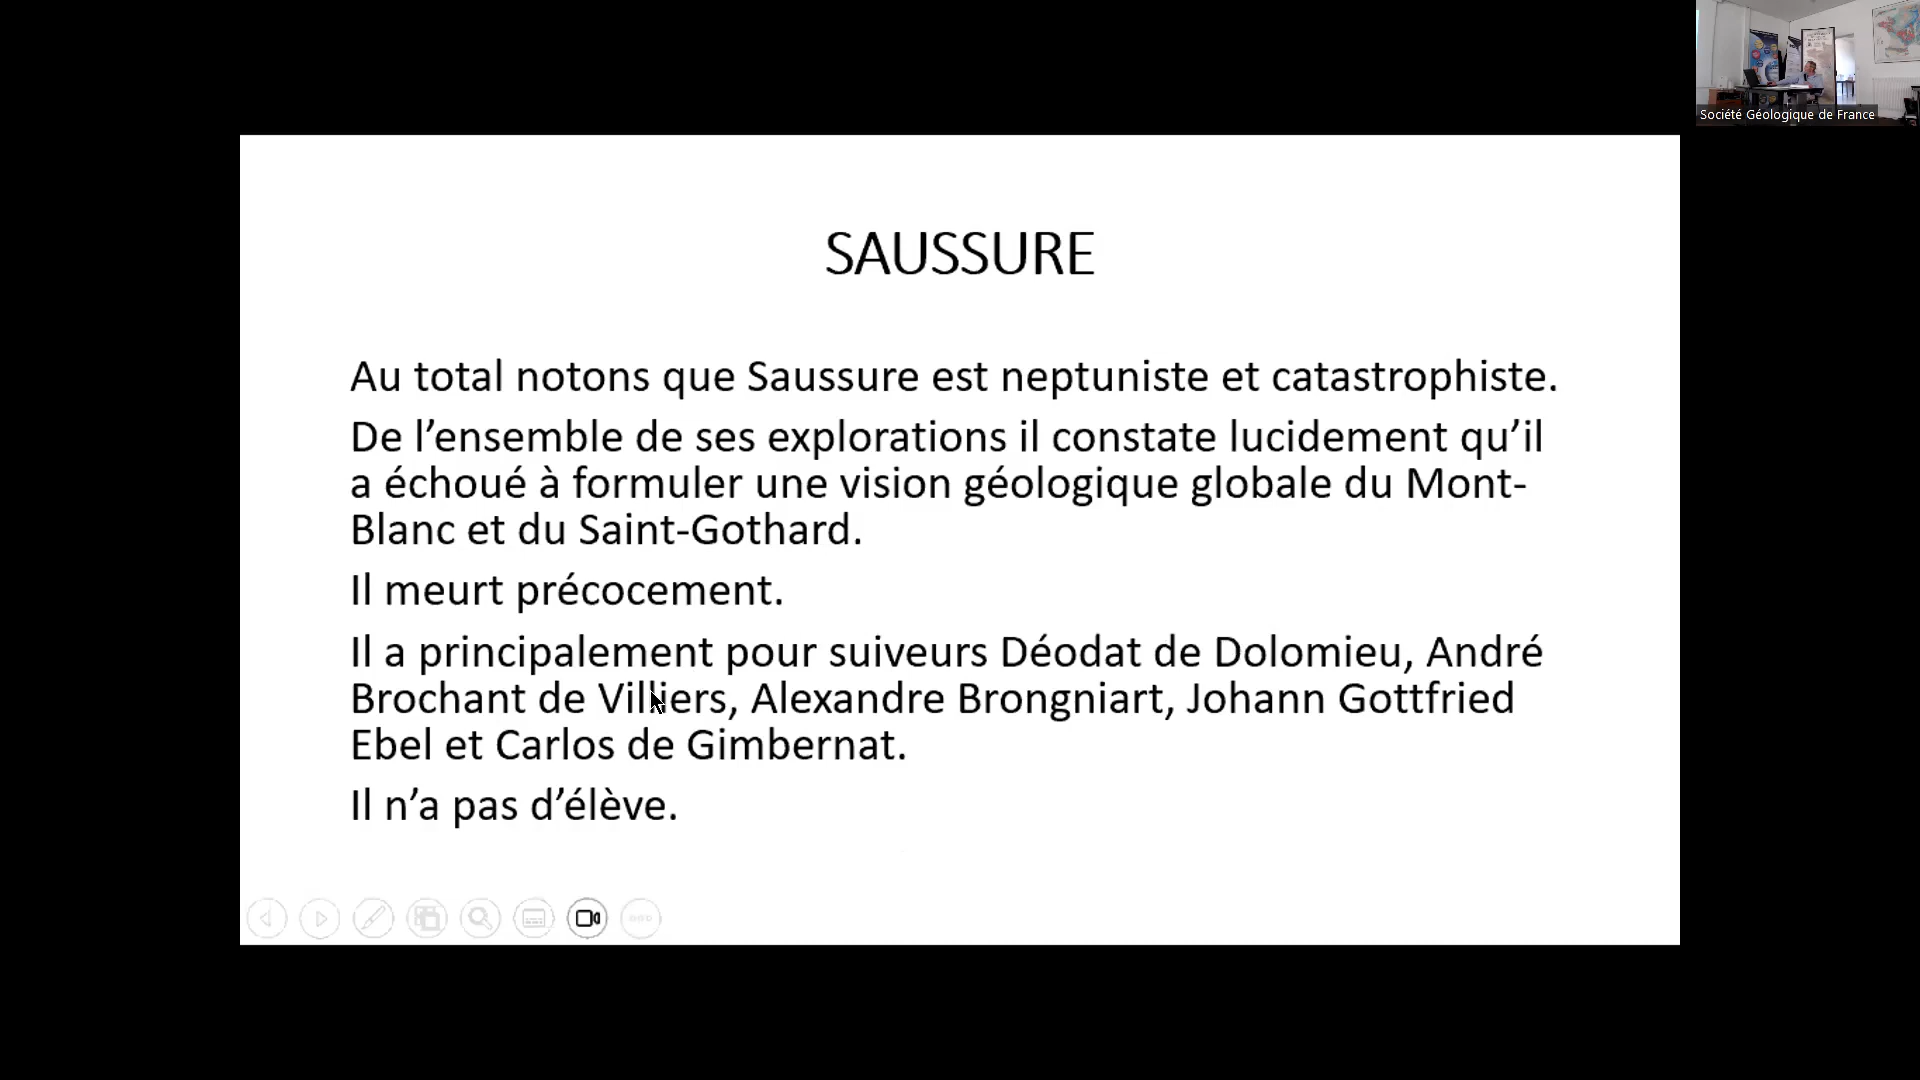 Société Géologique de France
SAUSSURE
Au total notons que Saussure est neptuniste et catastrophiste.
De l’ensemble de ses explorations il constate lucidement qu’il
a échoué à formuler une vision géologique globale du Mont-
Blanc et du Saint-Gothard.
Il meurt précocement.
Il a principalement pour suiveurs Déodat de Dolomieu, André
Brochant de Villiers, Alexandre Brongniart, Johann Gottfried
Ebel et Carlos de Gimbernat.
Il n’a pas d’élève.